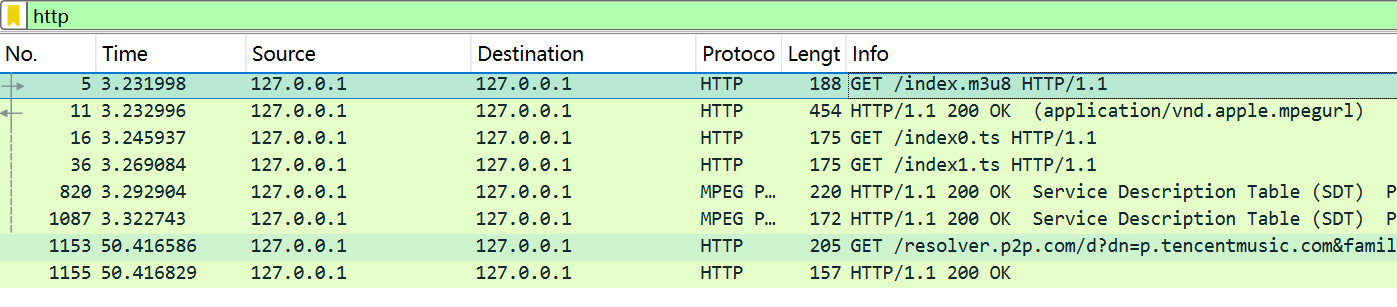 http
No. Time Source Destination Protoco Lengt Info
5 3.231998 127.0.0.1 127.0.0.1 HTTP 188 GET /index.m3u8 HTTP/1.1
11 3.232996 127.0.0.1 127.0.0.1 HTTP 454 HTTP/1.1 200 OK (application/vnd.apple.mpegurl)
16 3.245937 127.0.0.1 127.0.0.1 HTTP 175 GET /index0.ts HTTP/1.1
36 3.269084 127.0.0.1 127.0.0.1 HTTP 175 GET /index1.ts HTTP/1.1
820 3.292904 127.0.0.1 127.0.0.1 MPEG P… 220 HTTP/1.1 200 OK Service Description Table (SDT) P
1087 3.322743 127.0.0.1 127.0.0.1 MPEG P… 172 HTTP/1.1 200 OK Service Description Table (SDT) P
1153 50.416586 127.0.0.1 127.0.0.1 HTTP 205 GET /resolver.p2p.com/d?dn=p.tencentmusic.com&famil
1155 50.416829 127.0.0.1 127.0.0.1 HTTP 157 HTTP/1.1 200 OK